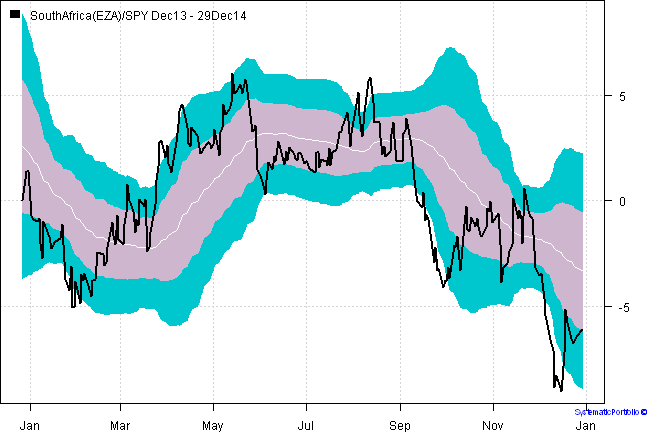 SouthAfrica(EZA)/SPY Dec13 - 29Dec14
5
0
-5
Jan Mar May Jul Sep Nov Jan
SystematicPortfolio ©